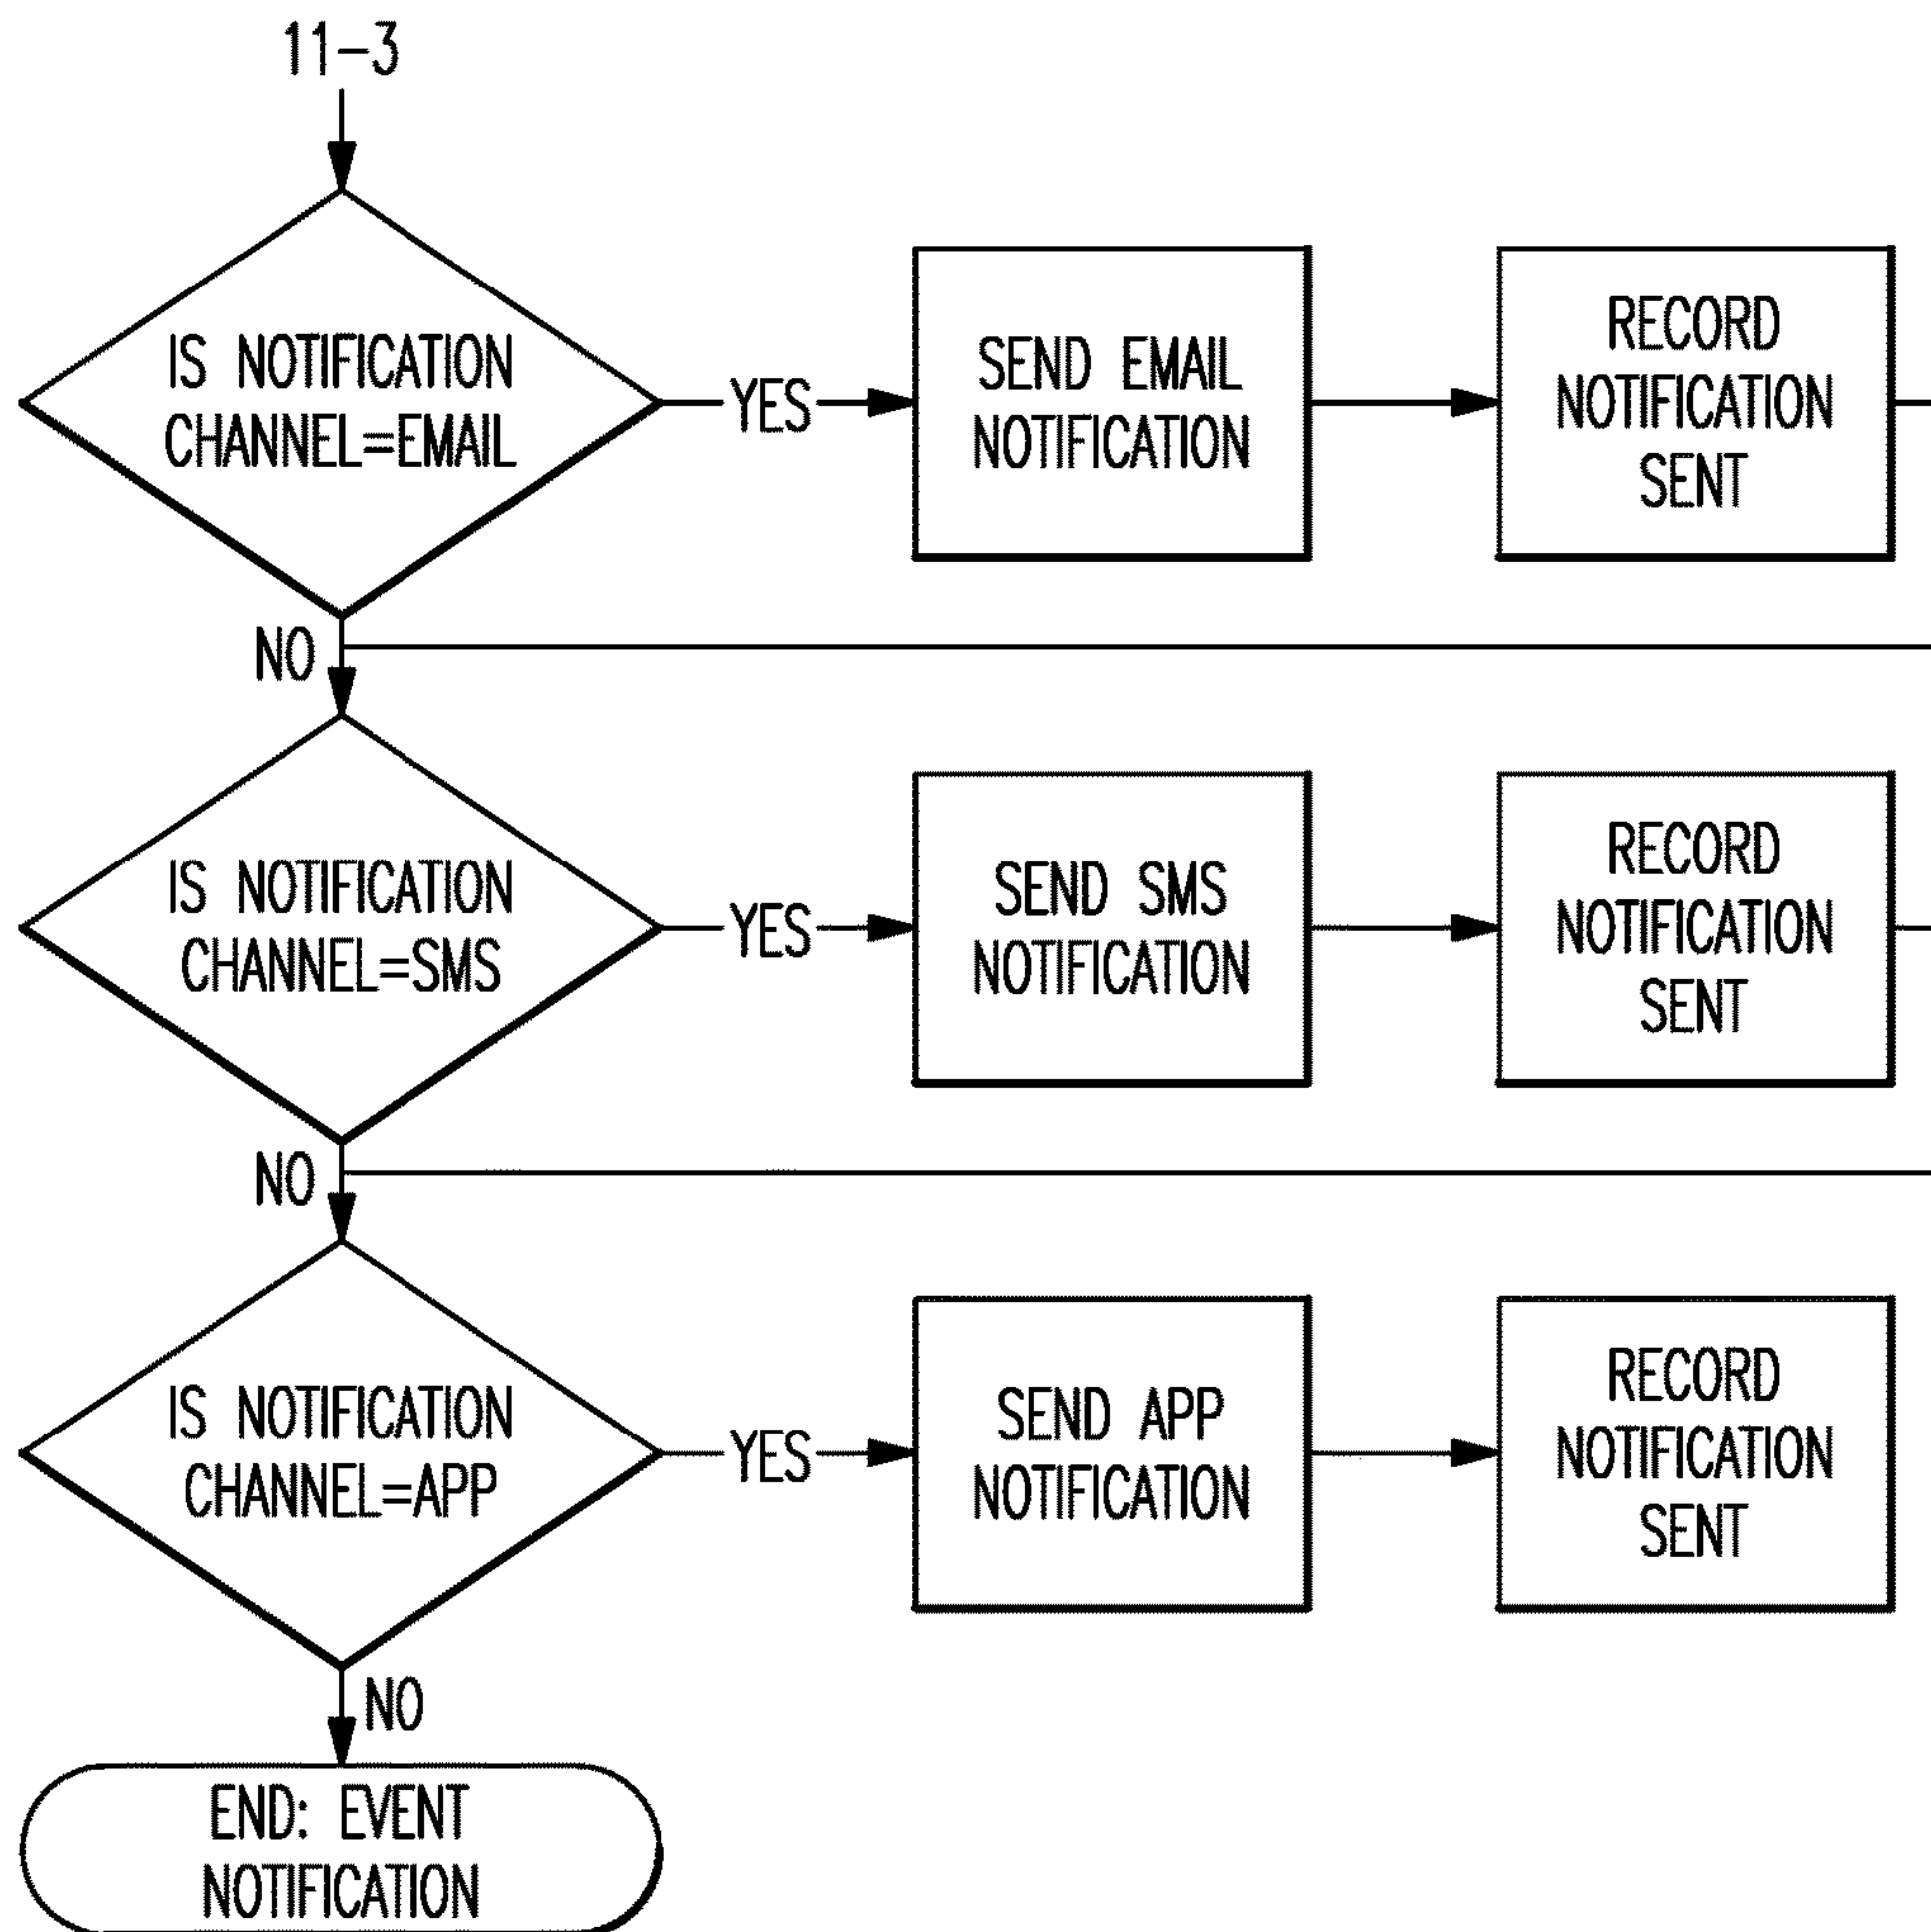 11-3
IS NOTIFICATION
CHANNEL=EMAIL
YES
SEND EMAIL
NOTIFICATION
RECORD
NOTIFICATION
SENT
NO
IS NOTIFICATION
CHANNEL=SMS
YES
SEND SMS
NOTIFICATION
RECORD
NOTIFICATION
SENT
NO
IS NOTIFICATION
CHANNEL=APP
YES
SEND APP
NOTIFICATION
RECORD
NOTIFICATION
SENT
NO
END: EVENT
NOTIFICATION